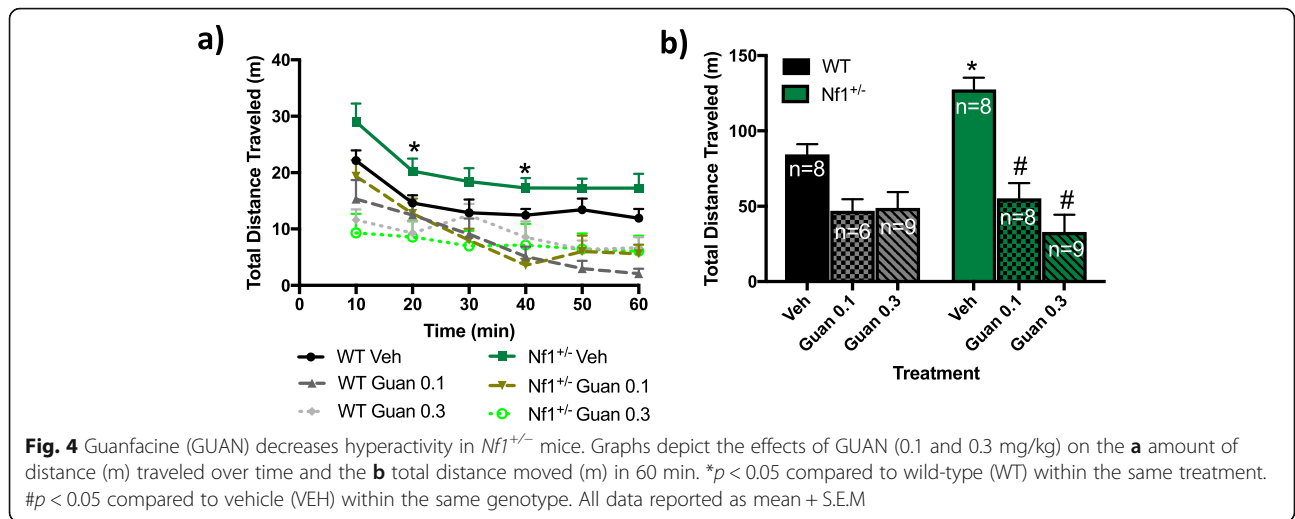 a)
40
30
20
10
0
Total Distance Traveled (m)
*
*
0 10 20 30 40 50 60
Time (min)
WT Veh
WT Guan 0.1
WT Guan 0.3
Nf1+/- Veh
Nf1+/- Guan 0.1
Nf1+/- Guan 0.3
b)
150
100
50
0
Total Distance Traveled (m)
WT
Nf1+/-
*
#
#
n=8
n=6
n=9
n=8
n=8
n=9
Veh
Guan 0.1
Guan 0.3
Veh
Guan 0.1
Guan 0.3
Treatment
Fig. 4 Guanfacine (GUAN) decreases hyperactivity in Nf1+/− mice. Graphs depict the effects of GUAN (0.1 and 0.3 mg/kg) on the a amount of
distance (m) traveled over time and the b total distance moved (m) in 60 min. *p < 0.05 compared to wild-type (WT) within the same treatment.
#p < 0.05 compared to vehicle (VEH) within the same genotype. All data reported as mean + S.E.M